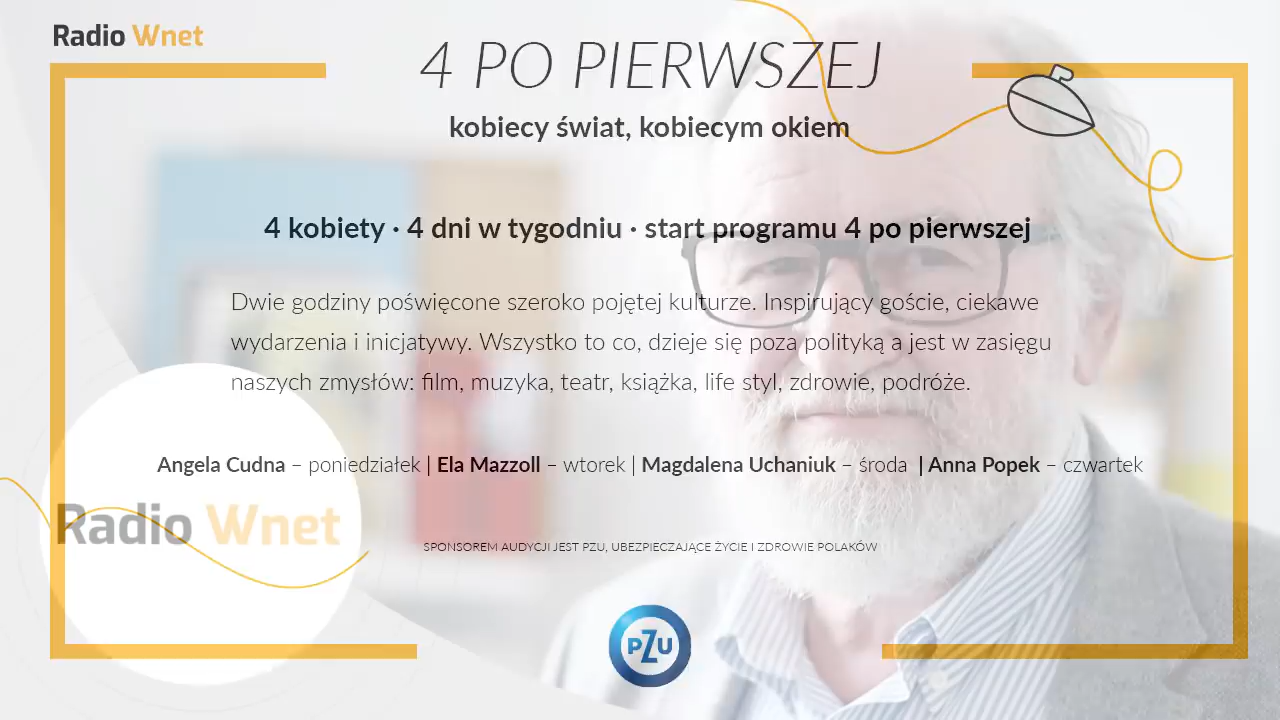 Radio Wnet
4 PO PIERWSZEJ
kobiecy świat, kobiecym okiem
4 kobiety · 4 dni w tygodniu · start programu 4 po pierwszej
Dwie godziny poświęcone szeroko pojętej kulturze. Inspirujący goście, ciekawe
wydarzenia i inicjatywy. Wszystko to co, dzieje się poza polityką a jest w zasięgu
naszych zmysłów: film, muzyka, teatr, książka, life styl, zdrowie, podróże.
Angela Cudna – poniedziałek | Ela Mazzoll – wtorek | Magdalena Uchaniuk – środa | Anna Popek – czwartek
Radio Wnet
SPONSOREM AUDYCJI JEST PZU, UBEZPIECZAJĄCE ŻYCIE I ZDROWIE POLAKÓW
PZU